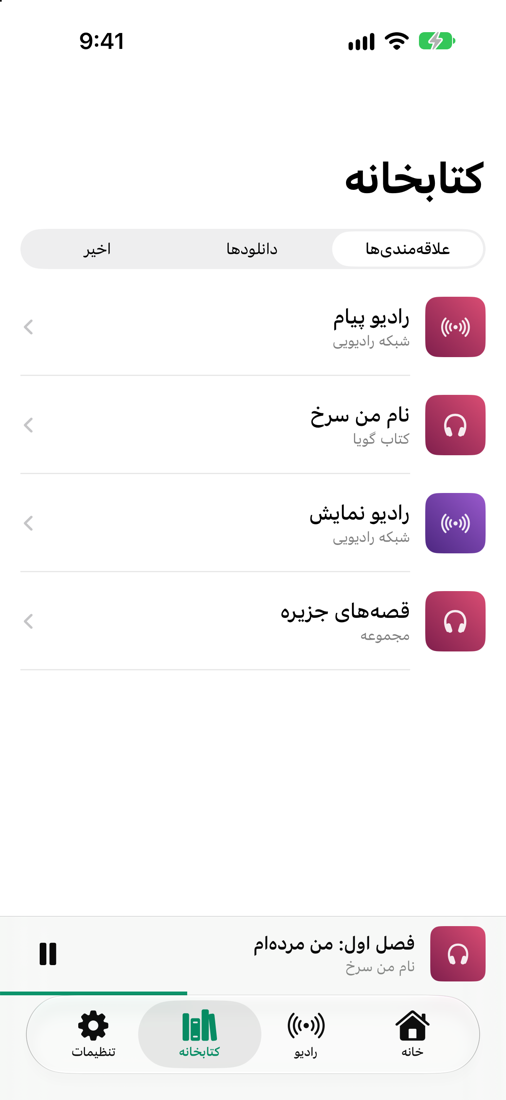 9:41
کتابخانه
علاقه‌مندی‌ها
دانلودها
اخیر
رادیو پیام
شبکه رادیویی
نام من سرخ
کتاب گویا
رادیو نمایش
شبکه رادیویی
قصه‌های جزیره
مجموعه
فصل اول: من مرده‌ام
نام من سرخ
خانه
رادیو
کتابخانه
تنظیمات